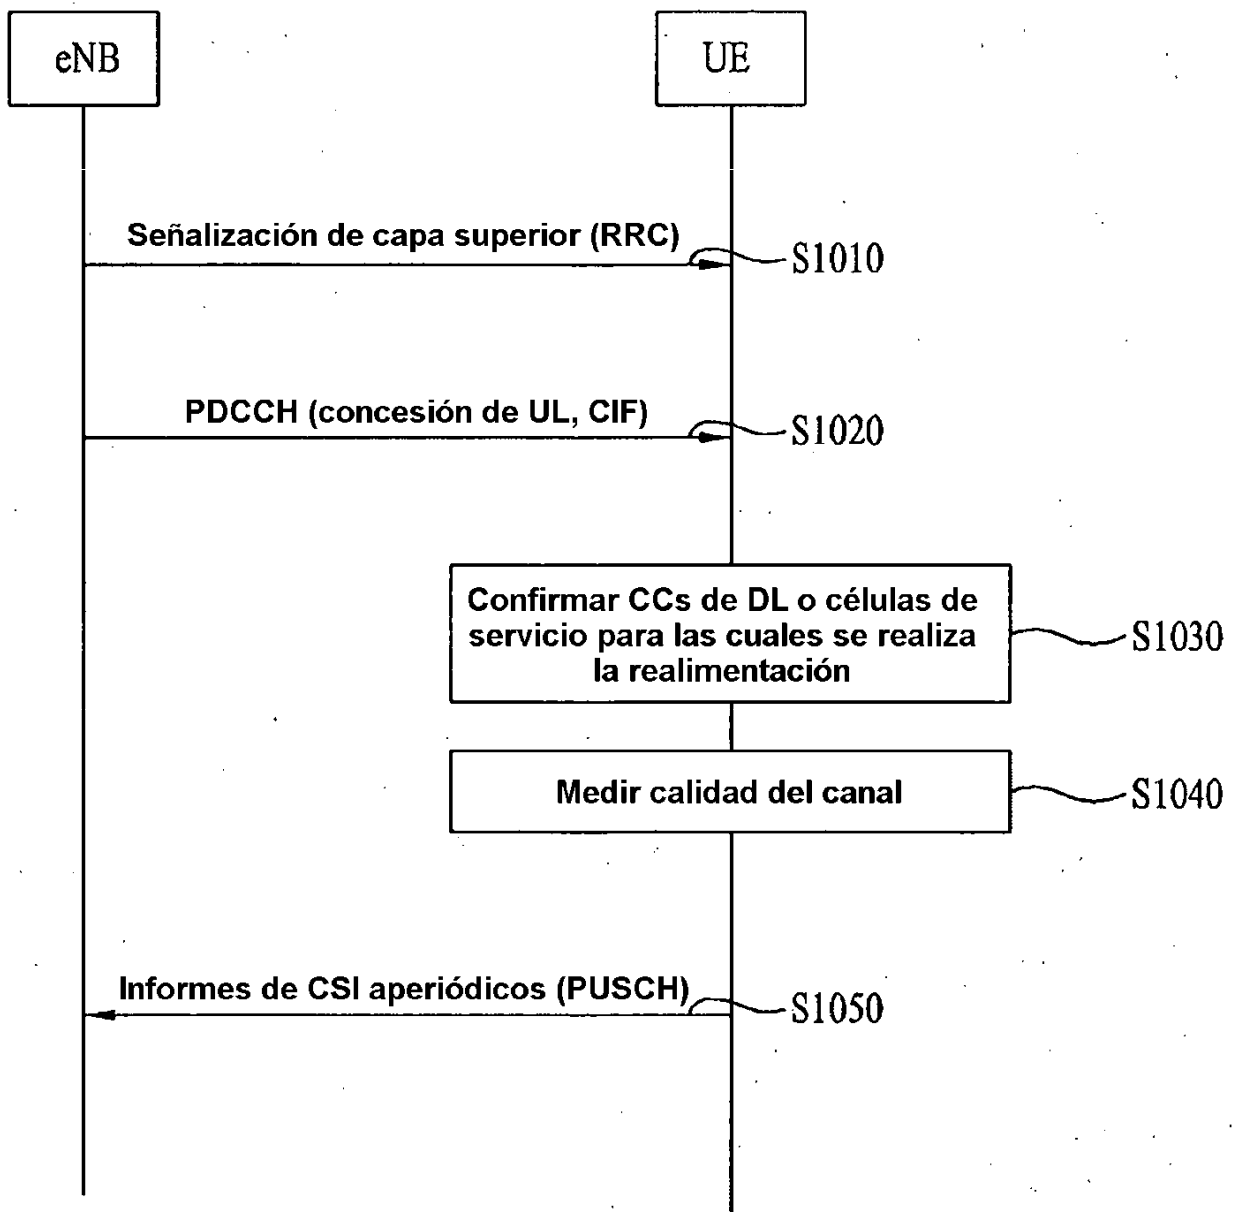 eNB
UE
Señalización de capa superior (RRC)
S1010
PDCCH (concesión de UL, CIF)
S1020
Confirmar CCs de DL o células de
servicio para las cuales se realiza
la realimentación
S1030
Medir calidad del canal
S1040
Informes de CSI aperiódicos (PUSCH)
S1050